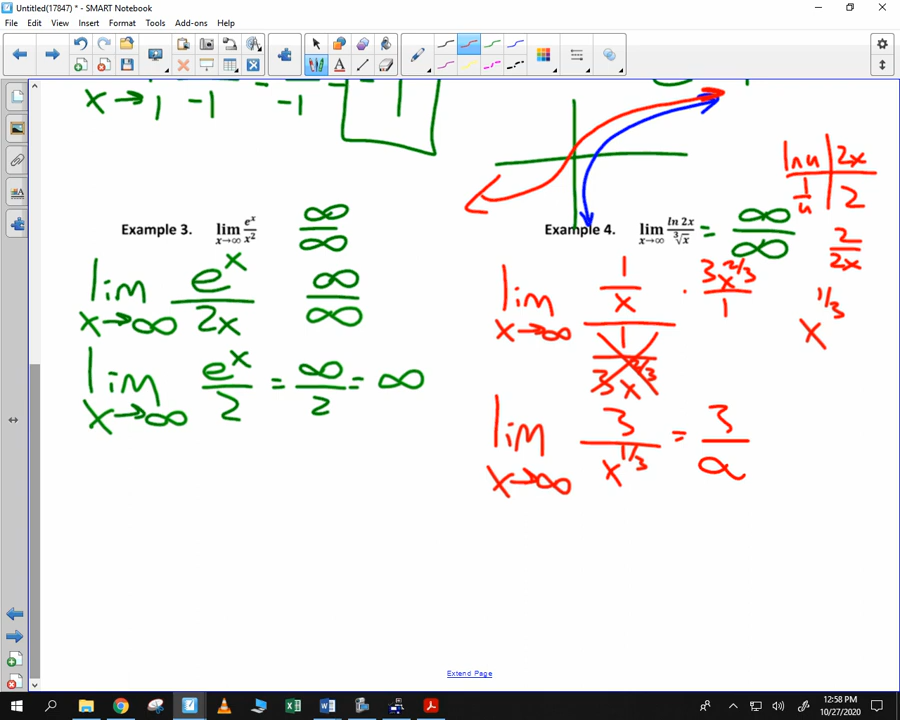 Untitled(17847) * - SMART Notebook
File Edit View Insert Format Tools Add-ons Help
x → 1 -1 = -1
1
ln u | 2x
1/u | 2
2/2x
x^1/3
Example 3. lim x→∞ e^x/x^2 ∞/∞
lim x→∞ e^x/2x ∞/∞
lim x→∞ e^x/2 = ∞/2 = ∞
Example 4. lim x→∞ ln 2x/∛x = ∞/∞
lim x→∞ (1/x)/(1/3x^2/3) · 3x^2/3/1
lim x→∞ 3/x^1/3 = 3/
Extend Page
12:58 PM
10/27/2020